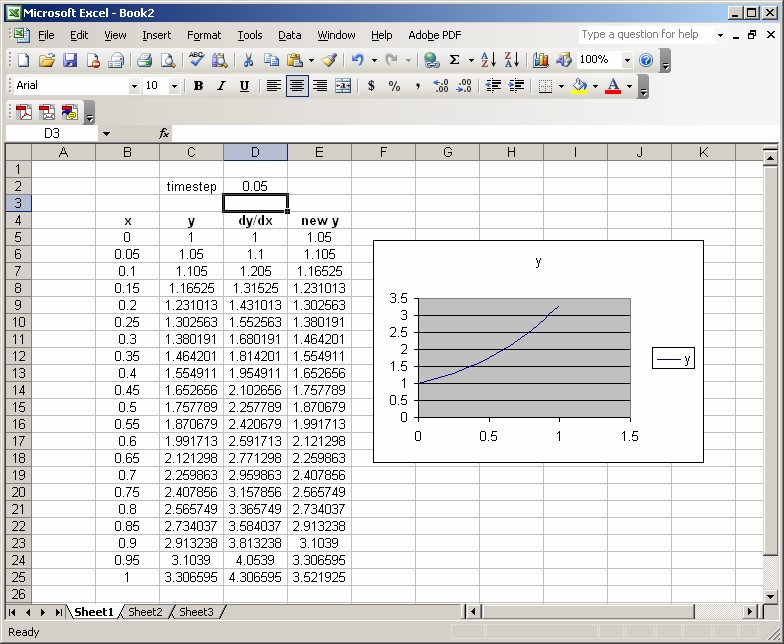 Microsoft Excel - Book2
File Edit View Insert Format Tools Data Window Help Adobe PDF Type a question for help
100%
Arial 10 B I U $ % ,
D3 fx
A B C D E F G H I J K
1
2 timestep 0.05
3
4 x y dy/dx new y
5 0 1 1 1.05
6 0.05 1.05 1.1 1.105
7 0.1 1.105 1.205 1.16525
8 0.15 1.16525 1.31525 1.231013
9 0.2 1.231013 1.431013 1.302563
10 0.25 1.302563 1.552563 1.380191
11 0.3 1.380191 1.680191 1.464201
12 0.35 1.464201 1.814201 1.554911
13 0.4 1.554911 1.954911 1.652656
14 0.45 1.652656 2.102656 1.757789
15 0.5 1.757789 2.257789 1.870679
16 0.55 1.870679 2.420679 1.991713
17 0.6 1.991713 2.591713 2.121298
18 0.65 2.121298 2.771298 2.259863
19 0.7 2.259863 2.959863 2.407856
20 0.75 2.407856 3.157856 2.565749
21 0.8 2.565749 3.365749 2.734037
22 0.85 2.734037 3.584037 2.913238
23 0.9 2.913238 3.813238 3.1039
24 0.95 3.1039 4.0539 3.306595
25 1 3.306595 4.306595 3.521925
26
y
3.5
3
2.5
2
1.5
1
0.5
0
0 0.5 1 1.5
y
Sheet1 Sheet2 Sheet3
Ready